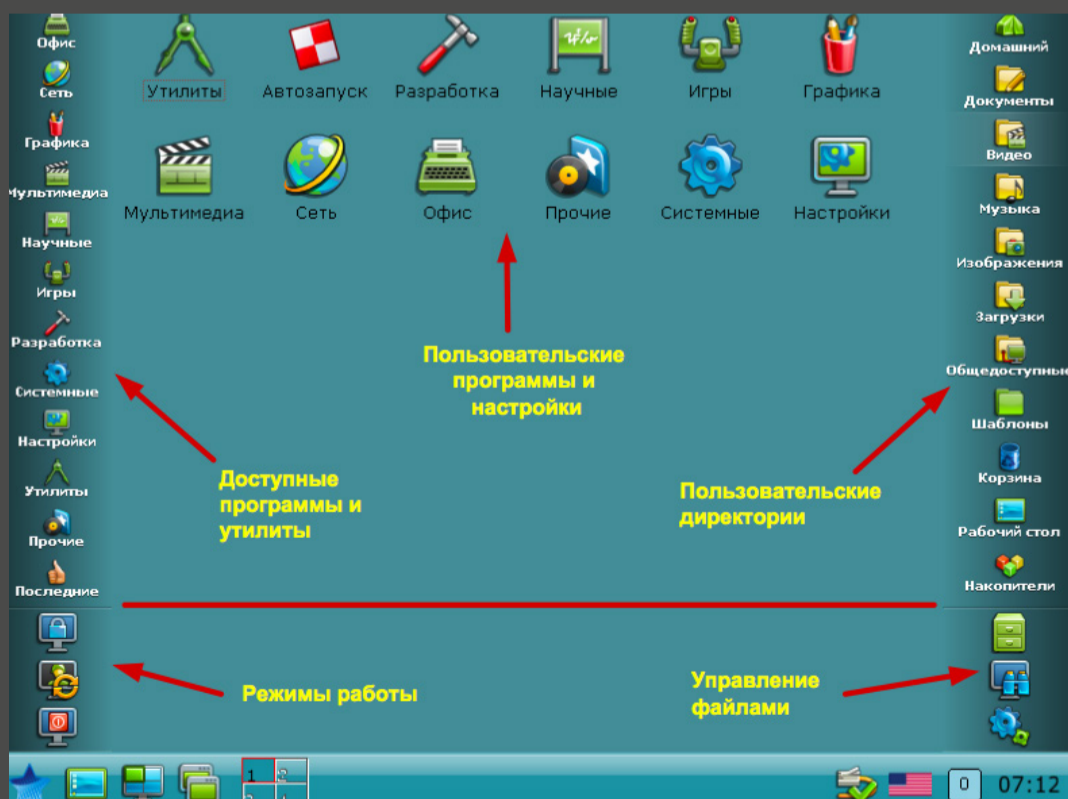 Офис
Сеть
Графика
Мультимедиа
Научные
Игры
Разработка
Системные
Настройки
Утилиты
Прочие
Последние
Утилиты Автозапуск Разработка Научные Игры Графика
Мультимедиа Сеть Офис Прочие Системные Настройки
Пользовательские
программы и
настройки
Доступные
программы и
утилиты
Пользовательские
директории
Режимы работы
Управление
файлами
Домашний
Документы
Видео
Музыка
Изображения
Загрузки
Общедоступные
Шаблоны
Корзина
Рабочий стол
Накопители
1 2
0 07:12